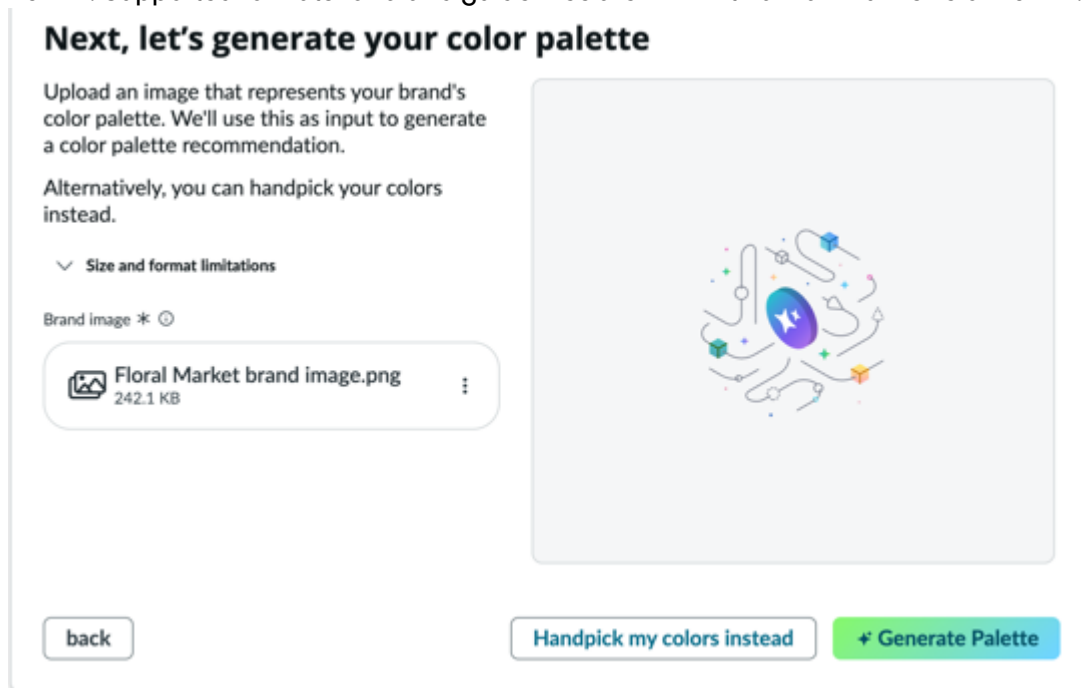 Next, let's generate your color palette
Upload an image that represents your brand's
color palette. We'll use this as input to generate
a color palette recommendation.
Alternatively, you can handpick your colors
instead.
Size and format limitations
Brand image *
Floral Market brand image.png
242.1 KB
back
Handpick my colors instead
Generate Palette